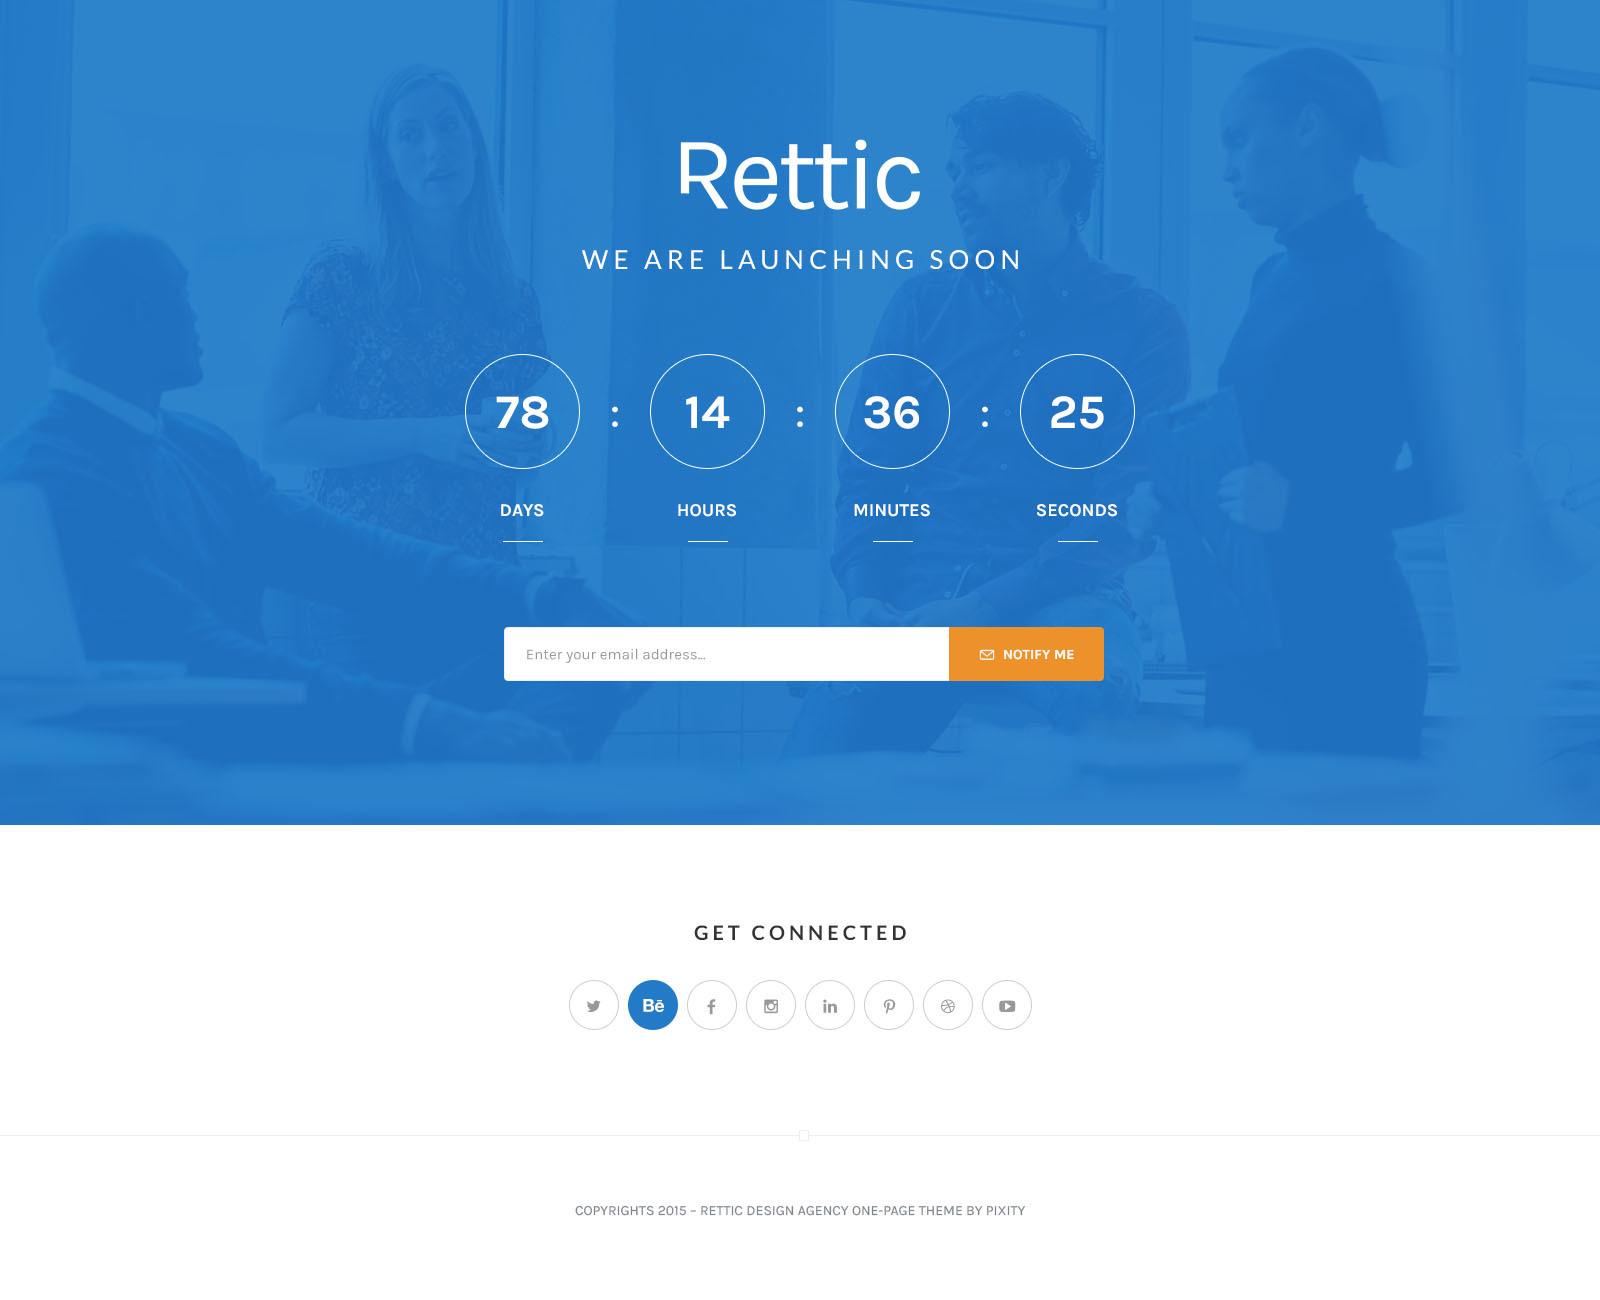 Rettic
WE ARE LAUNCHING SOON
78 : 14 : 36 : 25
DAYS HOURS MINUTES SECONDS
Enter your email address... NOTIFY ME
GET CONNECTED
Bē
COPYRIGHTS 2015 – RETTIC DESIGN AGENCY ONE-PAGE THEME BY PIXITY